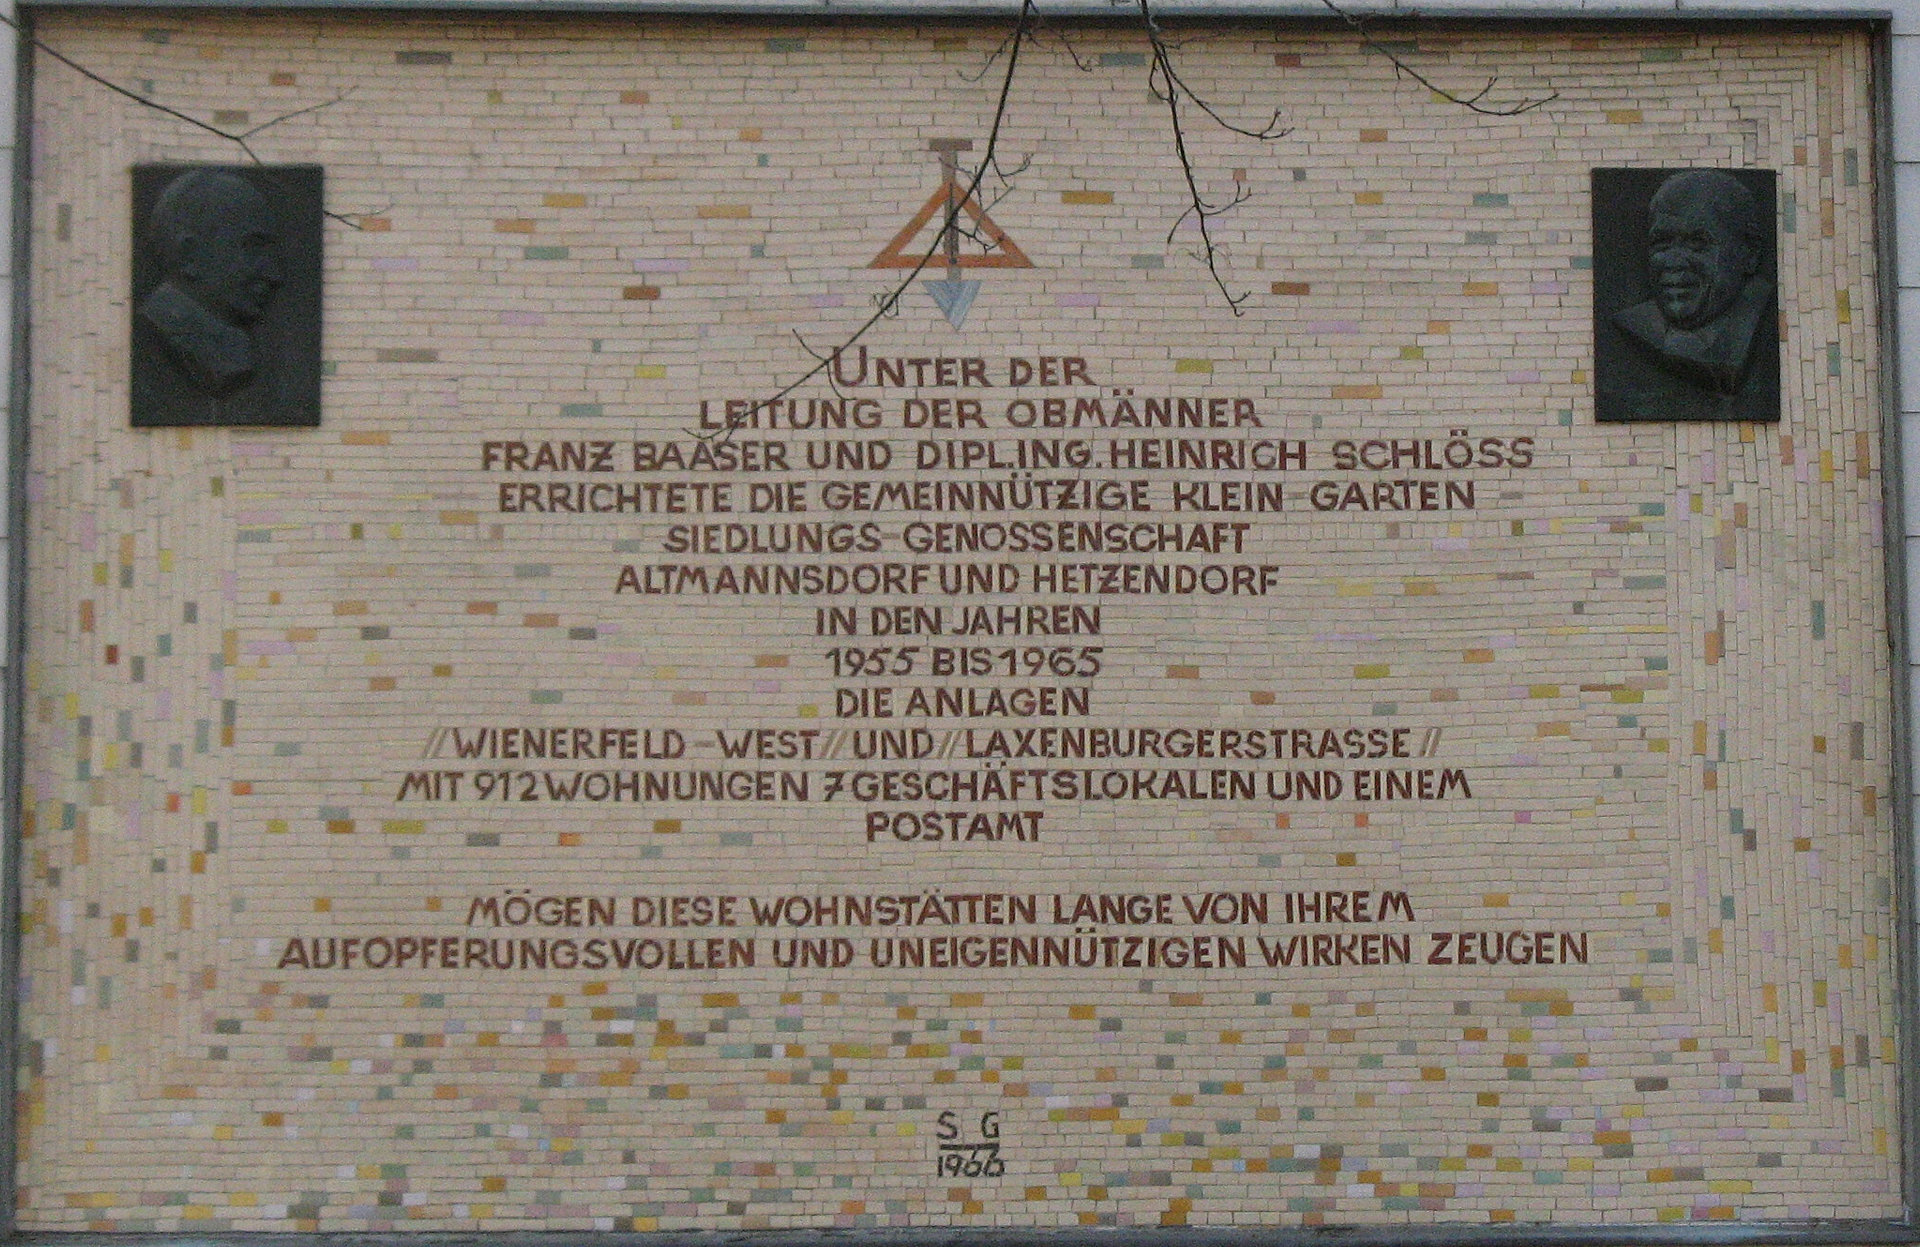 UNTER DER
LEITUNG DER OBMÄNNER
FRANZ BAASER UND DIPL.ING.HEINRICH SCHLÖSS
ERRICHTETE DIE GEMEINNÜTZIGE KLEIN-GARTEN
SIEDLUNGS-GENOSSENSCHAFT
ALTMANNSDORF UND HETZENDORF
IN DEN JAHREN
1955 BIS 1965
DIE ANLAGEN
//WIENERFELD-WEST// UND //LAXENBURGERSTRASSE//
MIT 912 WOHNUNGEN 7 GESCHÄFTSLOKALEN UND EINEM
POSTAMT
MÖGEN DIESE WOHNSTÄTTEN LANGE VON IHREM
AUFOPFERUNGSVOLLEN UND UNEIGENNÜTZIGEN WIRKEN ZEUGEN
S G
1966